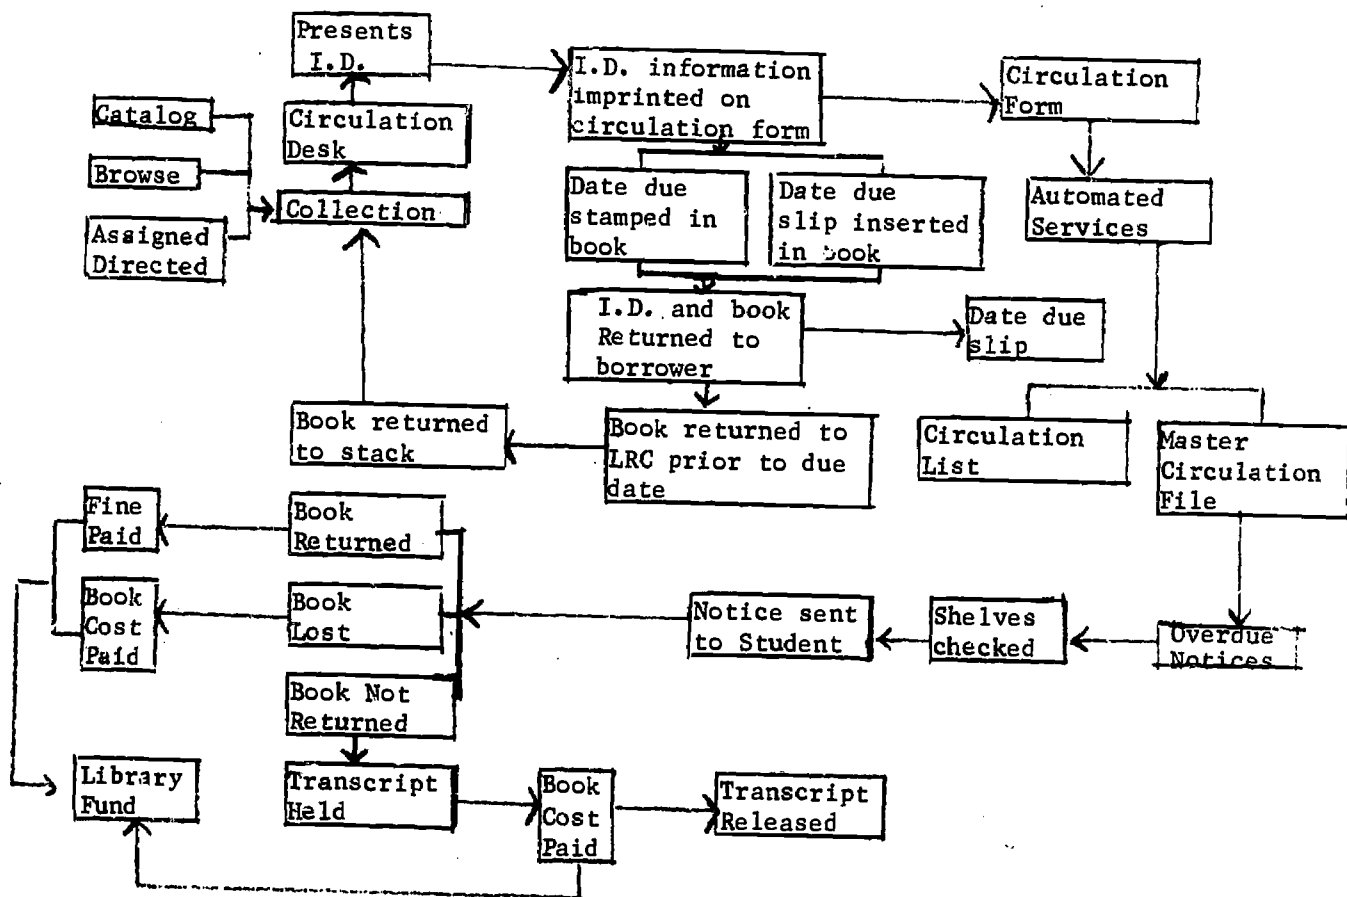 Presents
I.D.
I.D. information
imprinted on
circulation form
Circulation
Form
Catalog
Circulation
Desk
Browse
Collection
Assigned
Directed
Date due
stamped in
book
Date due
slip inserted
in book
Automated
Services
I.D. and book
Returned to
borrower
Date due
slip
Book returned
to stack
Book returned to
LRC prior to due
date
Circulation
List
Master
Circulation
File
Fine
Paid
Book
Returned
Book
Cost
Paid
Book
Lost
Notice sent
to Student
Shelves
checked
Overdue
Notices
Book Not
Returned
Library
Fund
Transcript
Held
Book
Cost
Paid
Transcript
Released